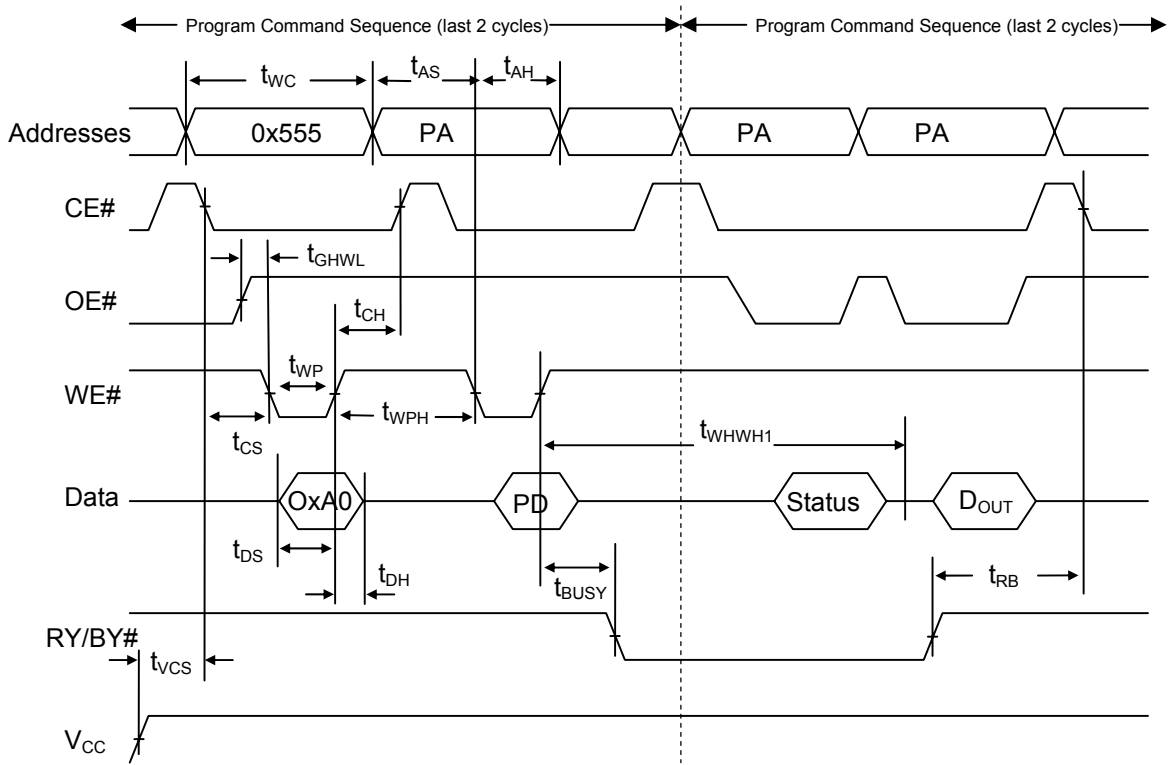 Program Command Sequence (last 2 cycles) Program Command Sequence (last 2 cycles)
tWC tAS tAH
Addresses 0x555 PA PA PA
CE#
tGHWL
OE#
tCH
tWP
WE#
tWPH
tCS tWHWH1
Data OxA0 PD Status DOUT
tDS tDH tBUSY tRB
RY/BY#
tVCS
VCC